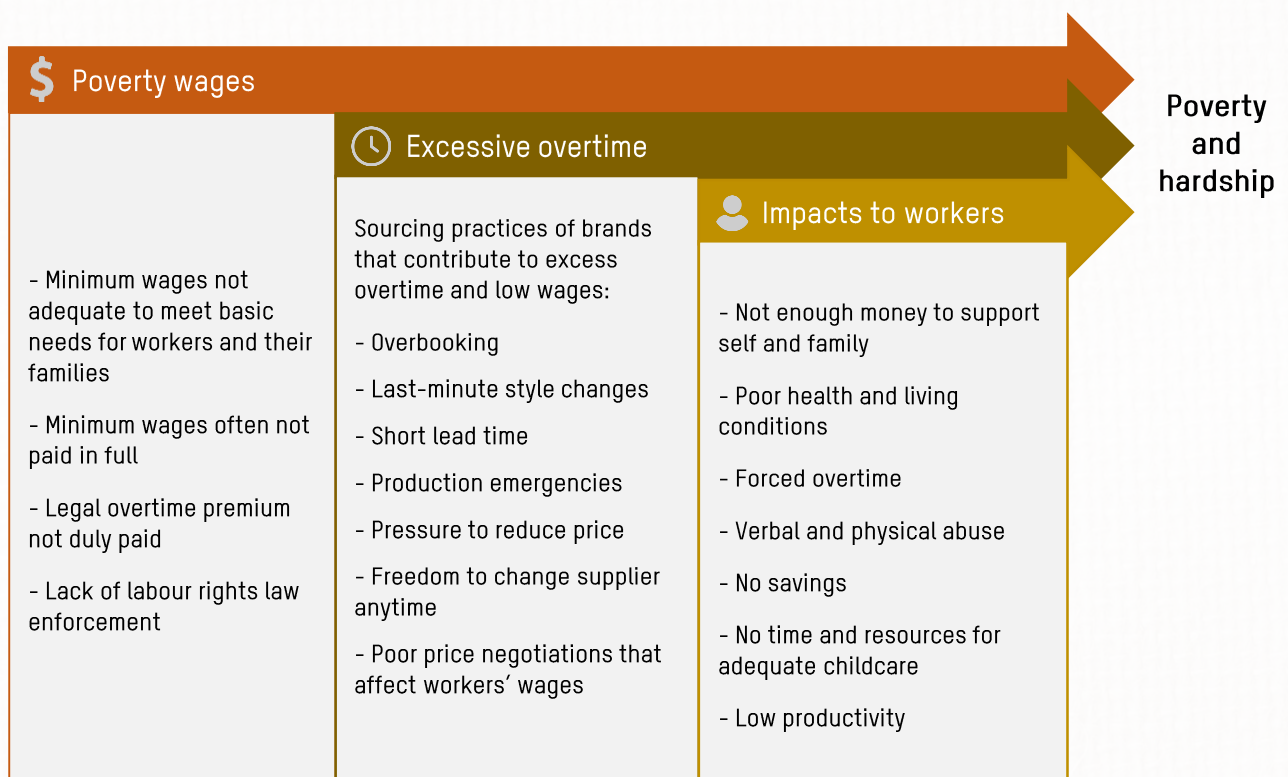 Poverty wages
Poverty
and
hardship
Excessive overtime
Impacts to workers
- Minimum wages not
adequate to meet basic
needs for workers and their
families
- Minimum wages often not
paid in full
- Legal overtime premium
not duly paid
- Lack of labour rights law
enforcement
Sourcing practices of brands
that contribute to excess
overtime and low wages:
- Overbooking
- Last-minute style changes
- Short lead time
- Production emergencies
- Pressure to reduce price
- Freedom to change supplier
anytime
- Poor price negotiations that
affect workers’ wages
- Not enough money to support
self and family
- Poor health and living
conditions
- Forced overtime
- Verbal and physical abuse
- No savings
- No time and resources for
adequate childcare
- Low productivity